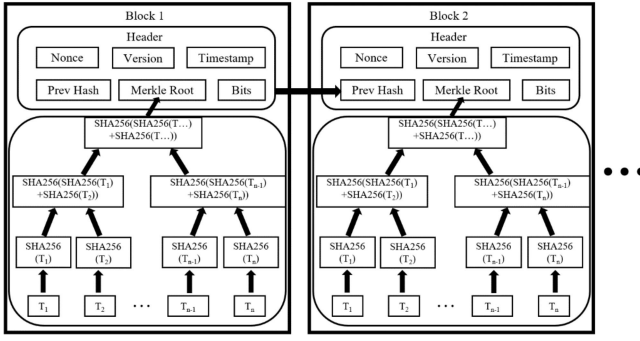 Block 1
Header
Nonce
Version
Timestamp
Prev Hash
Merkle Root
Bits
SHA256(SHA256(T…)
+SHA256(T…))
SHA256(SHA256(T₁)
+SHA256(T₂))
SHA256(SHA256(Tₙ₋₁)
+SHA256(Tₙ))
SHA256
(T₁)
SHA256
(T₂)
SHA256
(Tₙ₋₁)
SHA256
(Tₙ)
T₁
T₂
…
Tₙ₋₁
Tₙ
Block 2
Header
Nonce
Version
Timestamp
Prev Hash
Merkle Root
Bits
SHA256(SHA256(T…)
+SHA256(T…))
SHA256(SHA256(T₁)
+SHA256(T₂))
SHA256(SHA256(Tₙ₋₁)
+SHA256(Tₙ))
SHA256
(T₁)
SHA256
(T₂)
SHA256
(Tₙ₋₁)
SHA256
(Tₙ)
T₁
T₂
…
Tₙ₋₁
Tₙ
…